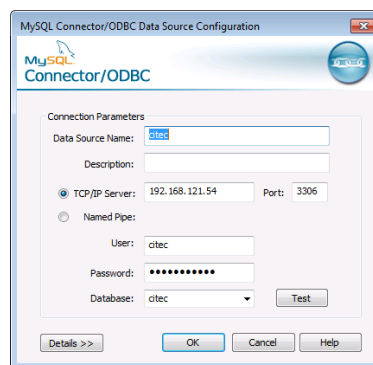 MySQL Connector/ODBC Data Source Configuration
MySQL
Connector/ODBC
Connection Parameters
Data Source Name: citec
Description:
TCP/IP Server: 192.168.121.54 Port: 3306
Named Pipe:
User: citec
Password: ●●●●●●●●●●●
Database: citec Test
Details >> OK Cancel Help